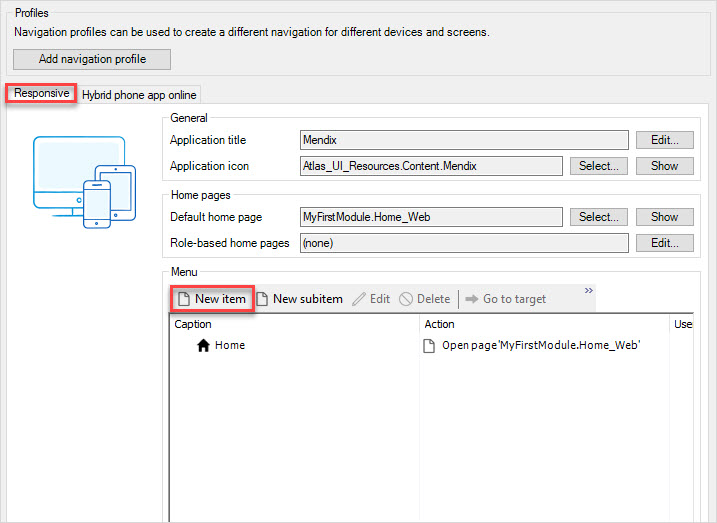 Profiles
Navigation profiles can be used to create a different navigation for different devices and screens.
Add navigation profile
Responsive
Hybrid phone app online
General
Application title
Mendix
Edit...
Application icon
Atlas_UI_Resources.Content.Mendix
Select...
Show
Home pages
Default home page
MyFirstModule.Home_Web
Select...
Show
Role-based home pages
(none)
Edit...
Menu
New item
New subitem
Edit
Delete
Go to target
»
Caption
Action
User
Home
Open page'MyFirstModule.Home_Web'